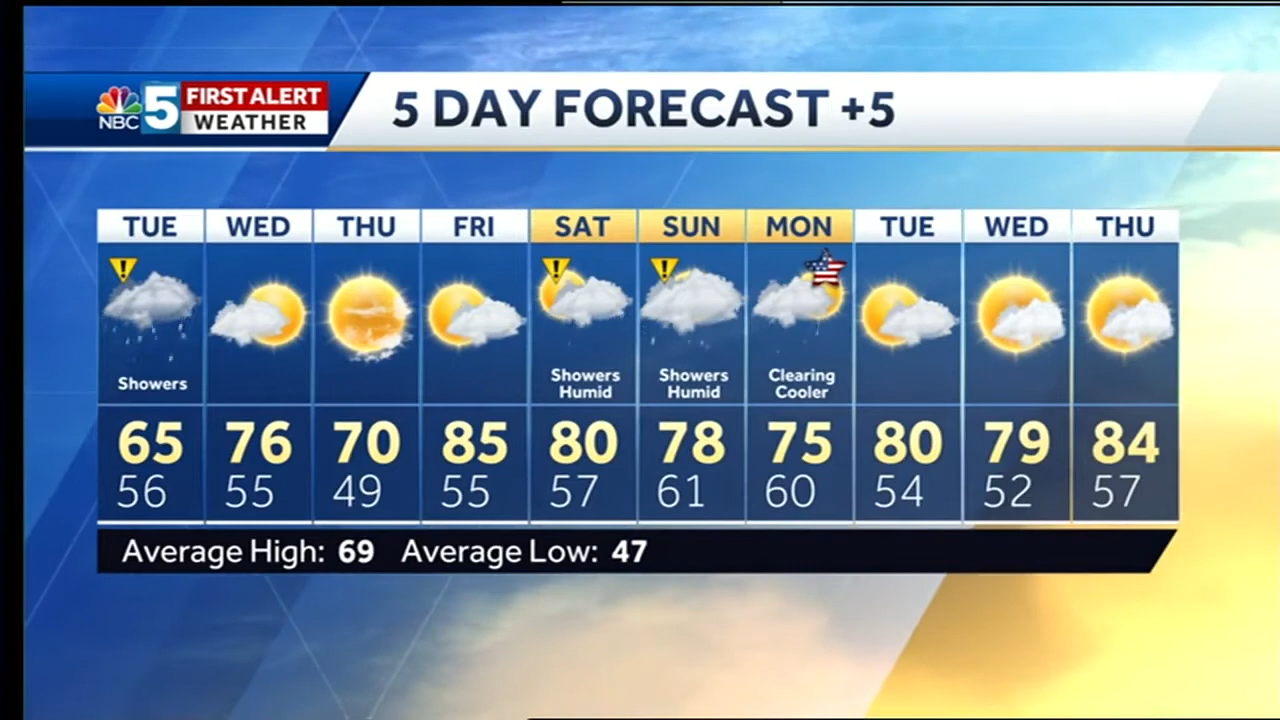 NBC 5 FIRST ALERT
WEATHER
5 DAY FORECAST +5
TUE WED THU FRI SAT SUN MON TUE WED THU
! ! !
Showers Showers Showers Clearing
Humid Humid Cooler
65 76 70 85 80 78 75 80 79 84
56 55 49 55 57 61 60 54 52 57
Average High: 69 Average Low: 47